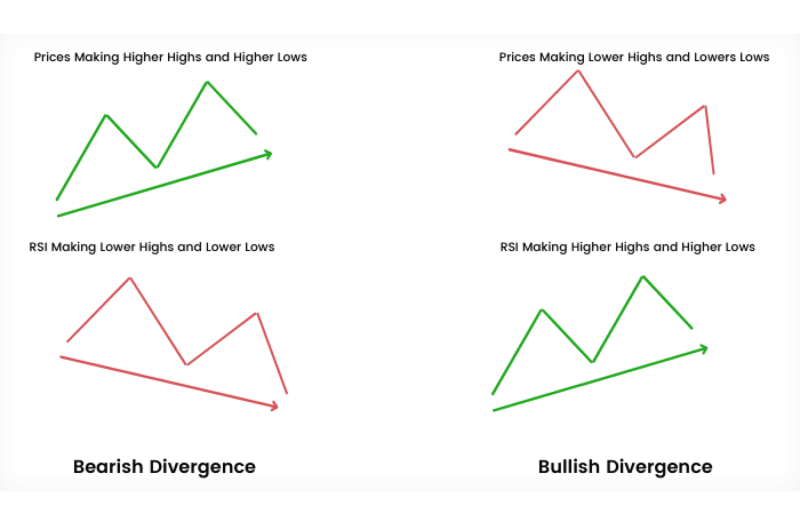 Prices Making Higher Highs and Higher Lows
Prices Making Lower Highs and Lowers Lows
RSI Making Lower Highs and Lower Lows
RSI Making Higher Highs and Higher Lows
Bearish Divergence
Bullish Divergence